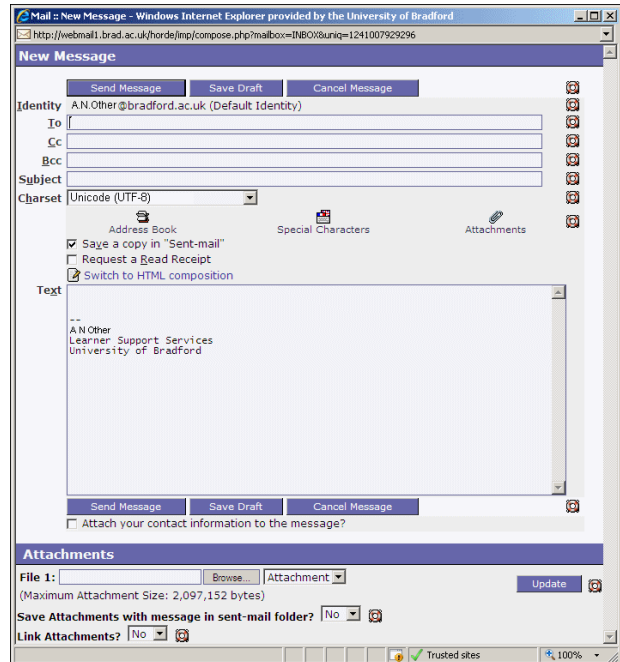 Mail :: New Message - Windows Internet Explorer provided by the University of Bradford
http://webmail1.brad.ac.uk/horde/imp/compose.php?mailbox=INBOX&uniq=1241007929296
New Message
Send Message Save Draft Cancel Message
Identity A.N.Other@bradford.ac.uk (Default Identity)
To
Cc
Bcc
Subject
Charset Unicode (UTF-8)
Address Book Special Characters Attachments
Save a copy in "Sent-mail"
Request a Read Receipt
Switch to HTML composition
Text
--
A N Other
Learner Support Services
University of Bradford
Send Message Save Draft Cancel Message
Attach your contact information to the message?
Attachments
File 1: Browse... Attachment Update
(Maximum Attachment Size: 2,097,152 bytes)
Save Attachments with message in sent-mail folder? No
Link Attachments? No
Trusted sites 100%